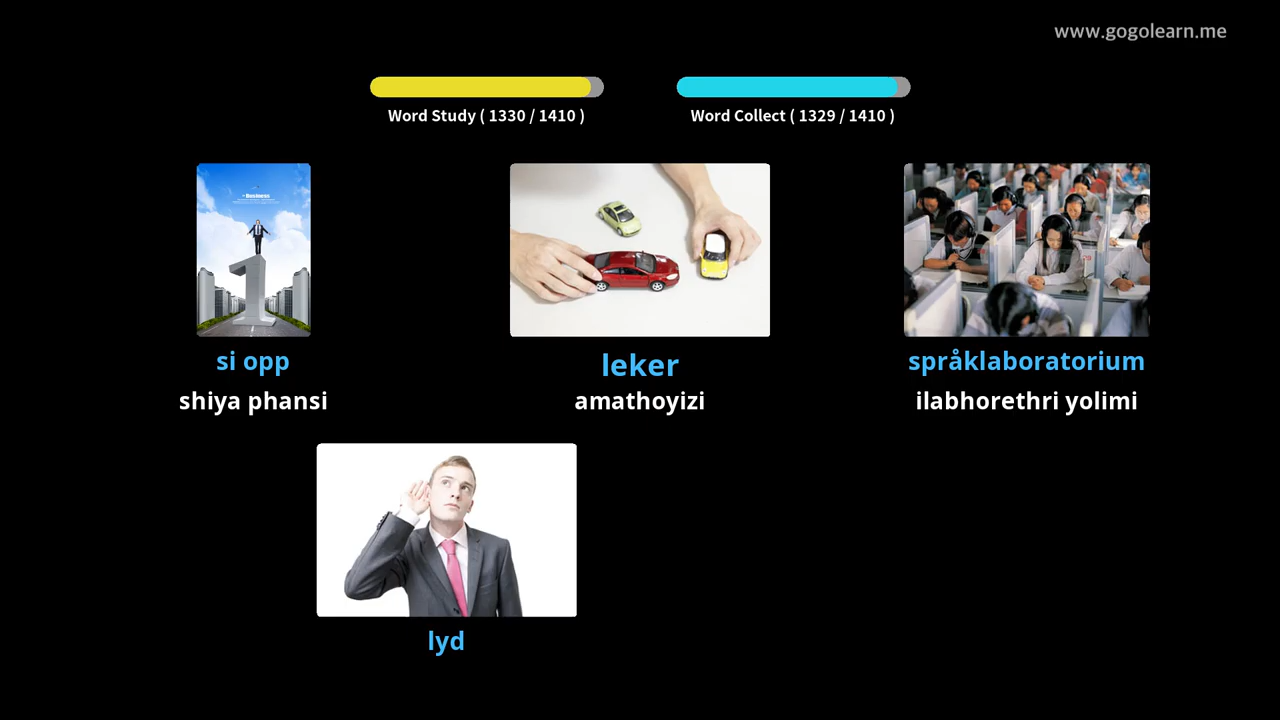 www.gogolearn.me
Word Study ( 1330 / 1410 )
Word Collect ( 1329 / 1410 )
Business
si opp
leker
språklaboratorium
shiya phansi
amathoyizi
ilabhorethri yolimi
lyd